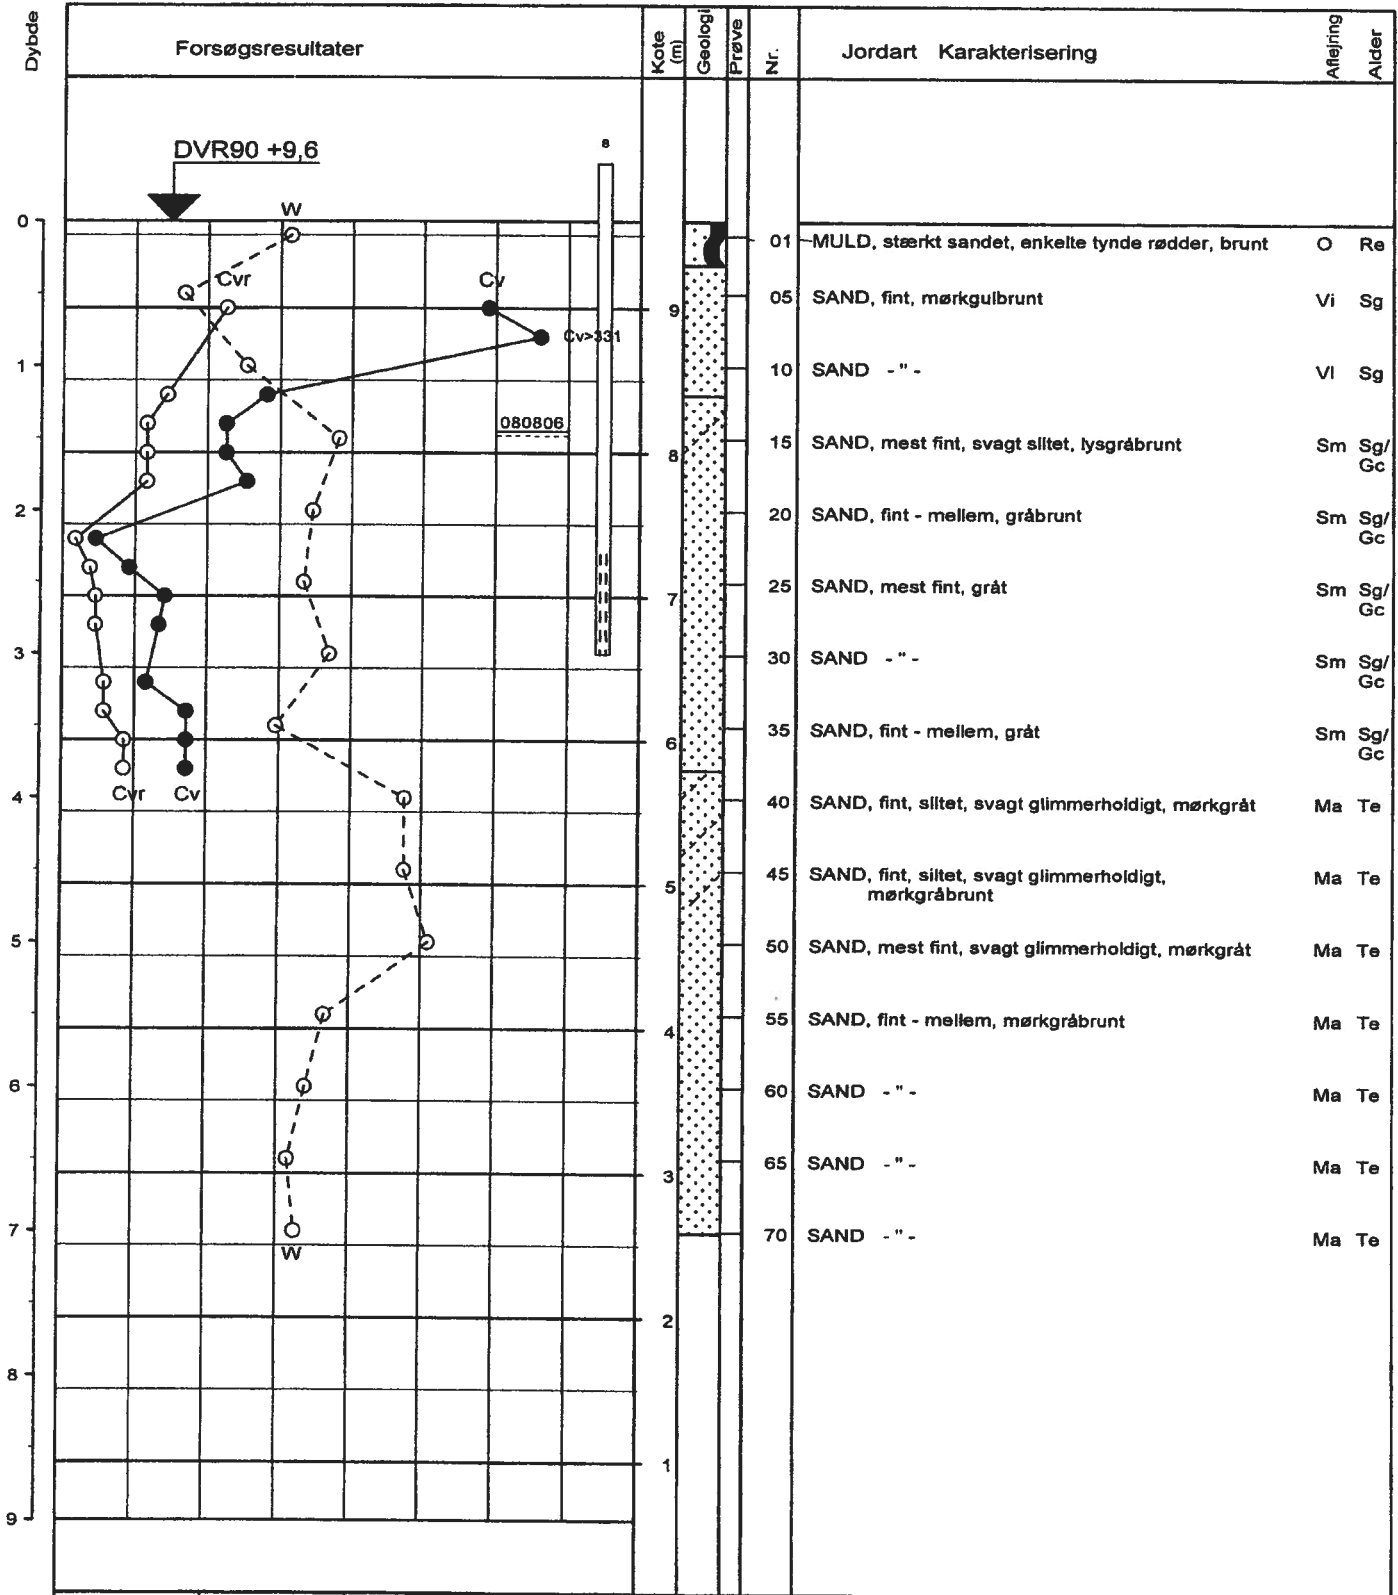 Dybde
Forsøgsresultater
Kote (m)
Geologi
Prøve
Nr.
Jordart Karakterisering
Aflejring
Alder
DVR90 +9,6
8
W
Cvr
Cv
Cv>331
080806
Cvr
Cv
W
0
1
2
3
4
5
6
7
8
9
9
8
7
6
5
4
3
2
1
01 MULD, stærkt sandet, enkelte tynde rødder, brunt O Re
05 SAND, fint, mørkgulbrunt Vi Sg
10 SAND - " - VI Sg
15 SAND, mest fint, svagt siltet, lysgråbrunt Sm Sg/
Gc
20 SAND, fint - mellem, gråbrunt Sm Sg/
Gc
25 SAND, mest fint, gråt Sm Sg/
Gc
30 SAND - " - Sm Sg/
Gc
35 SAND, fint - mellem, gråt Sm Sg/
Gc
40 SAND, fint, siltet, svagt glimmerholdigt, mørkgråt Ma Te
45 SAND, fint, siltet, svagt glimmerholdigt, Ma Te
mørkgråbrunt
50 SAND, mest fint, svagt glimmerholdigt, mørkgråt Ma Te
55 SAND, fint - mellem, mørkgråbrunt Ma Te
60 SAND - " - Ma Te
65 SAND - " - Ma Te
70 SAND - " - Ma Te